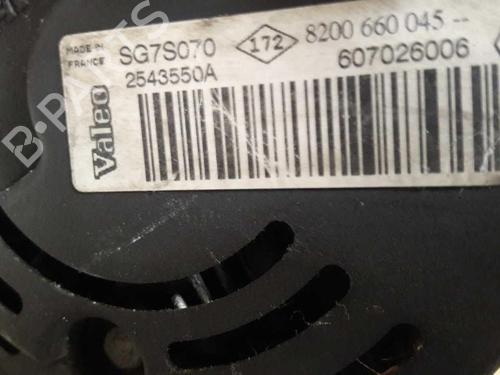 MADE IN
FRANCE
SG7S070
172
8200 660 045--
2543550A
607026006
Valeo
B-PARTS